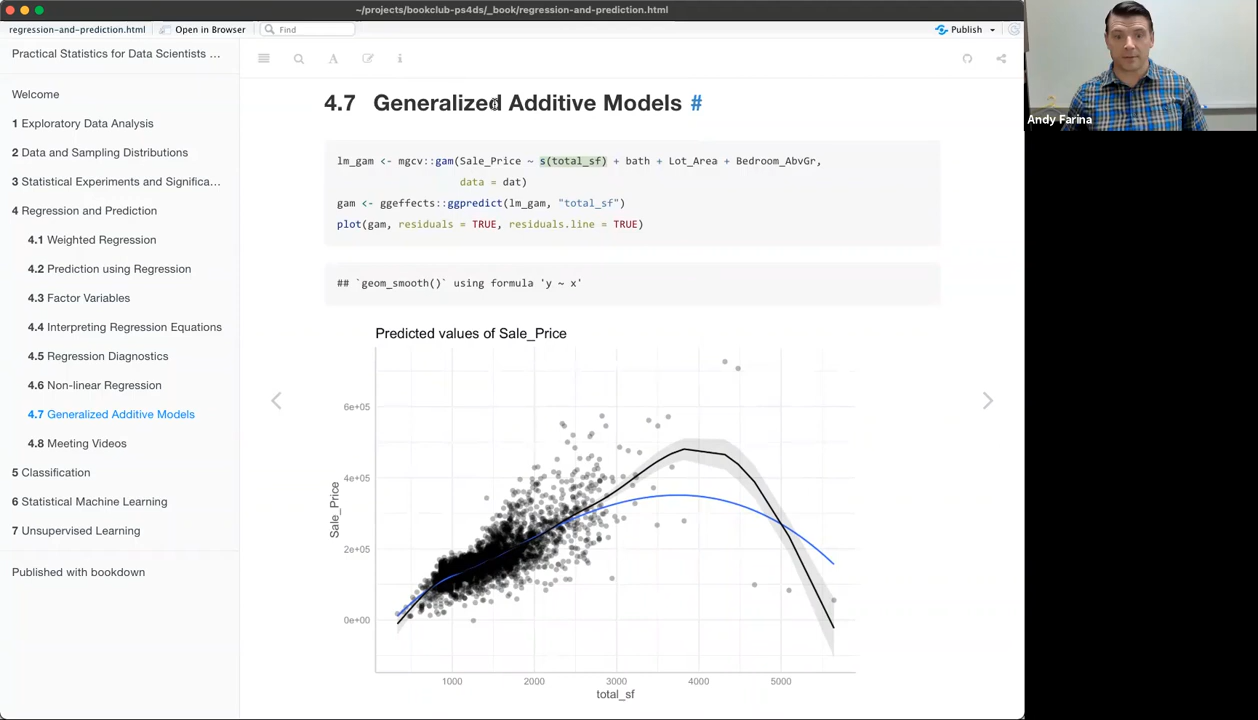 ~/projects/bookclub-ps4ds/_book/regression-and-prediction.html
regression-and-prediction.html
Open in Browser
Find
Publish
Practical Statistics for Data Scientists ...
Welcome
1 Exploratory Data Analysis
2 Data and Sampling Distributions
3 Statistical Experiments and Significa...
4 Regression and Prediction
4.1 Weighted Regression
4.2 Prediction using Regression
4.3 Factor Variables
4.4 Interpreting Regression Equations
4.5 Regression Diagnostics
4.6 Non-linear Regression
4.7 Generalized Additive Models
4.8 Meeting Videos
5 Classification
6 Statistical Machine Learning
7 Unsupervised Learning
Published with bookdown
4.7 Generalized Additive Models #
lm_gam <- mgcv::gam(Sale_Price ~ s(total_sf) + bath + Lot_Area + Bedroom_AbvGr,
data = dat)
gam <- ggeffects::ggpredict(lm_gam, "total_sf")
plot(gam, residuals = TRUE, residuals.line = TRUE)
## `geom_smooth()` using formula 'y ~ x'
Predicted values of Sale_Price
6e+05
4e+05
2e+05
0e+00
Sale_Price
1000 2000 3000 4000 5000
total_sf
Andy Farina